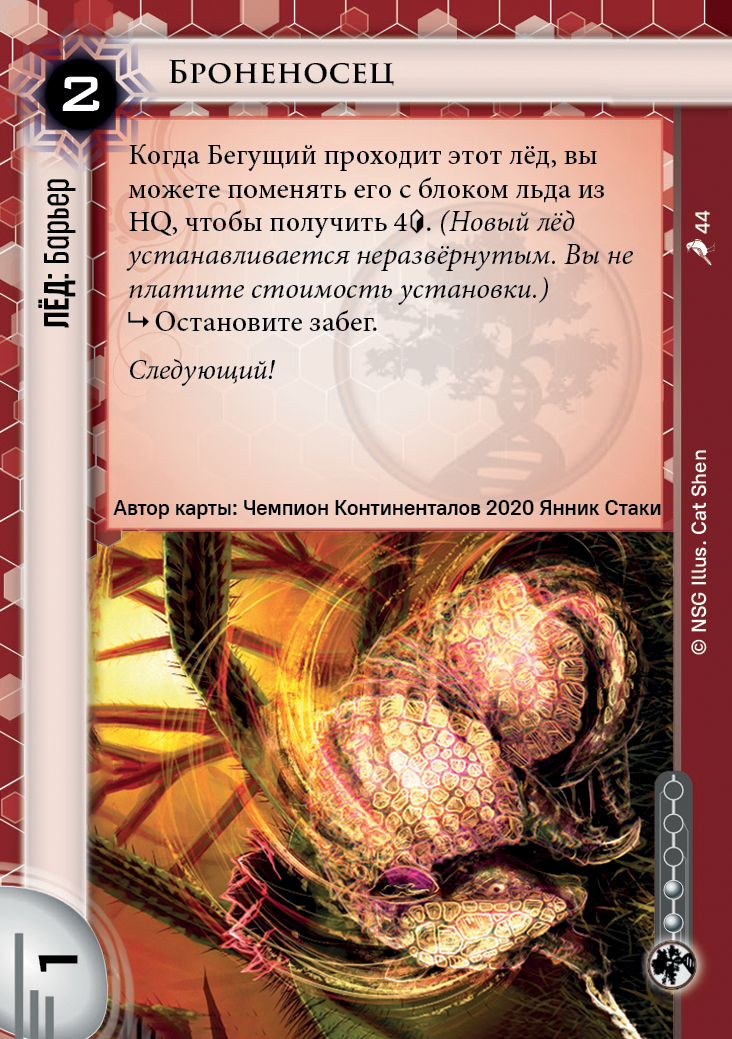 2
Броненосец
ЛЁД: Барьер
Когда Бегущий проходит этот лёд, вы
можете поменять его с блоком льда из
HQ, чтобы получить 4. (Новый лёд
устанавливается неразвёрнутым. Вы не
платите стоимость установки.)
↳ Остановите забег.
Следующий!
Автор карты: Чемпион Континенталов 2020 Янник Стаки
44
© NSG Illus. Cat Shen
1